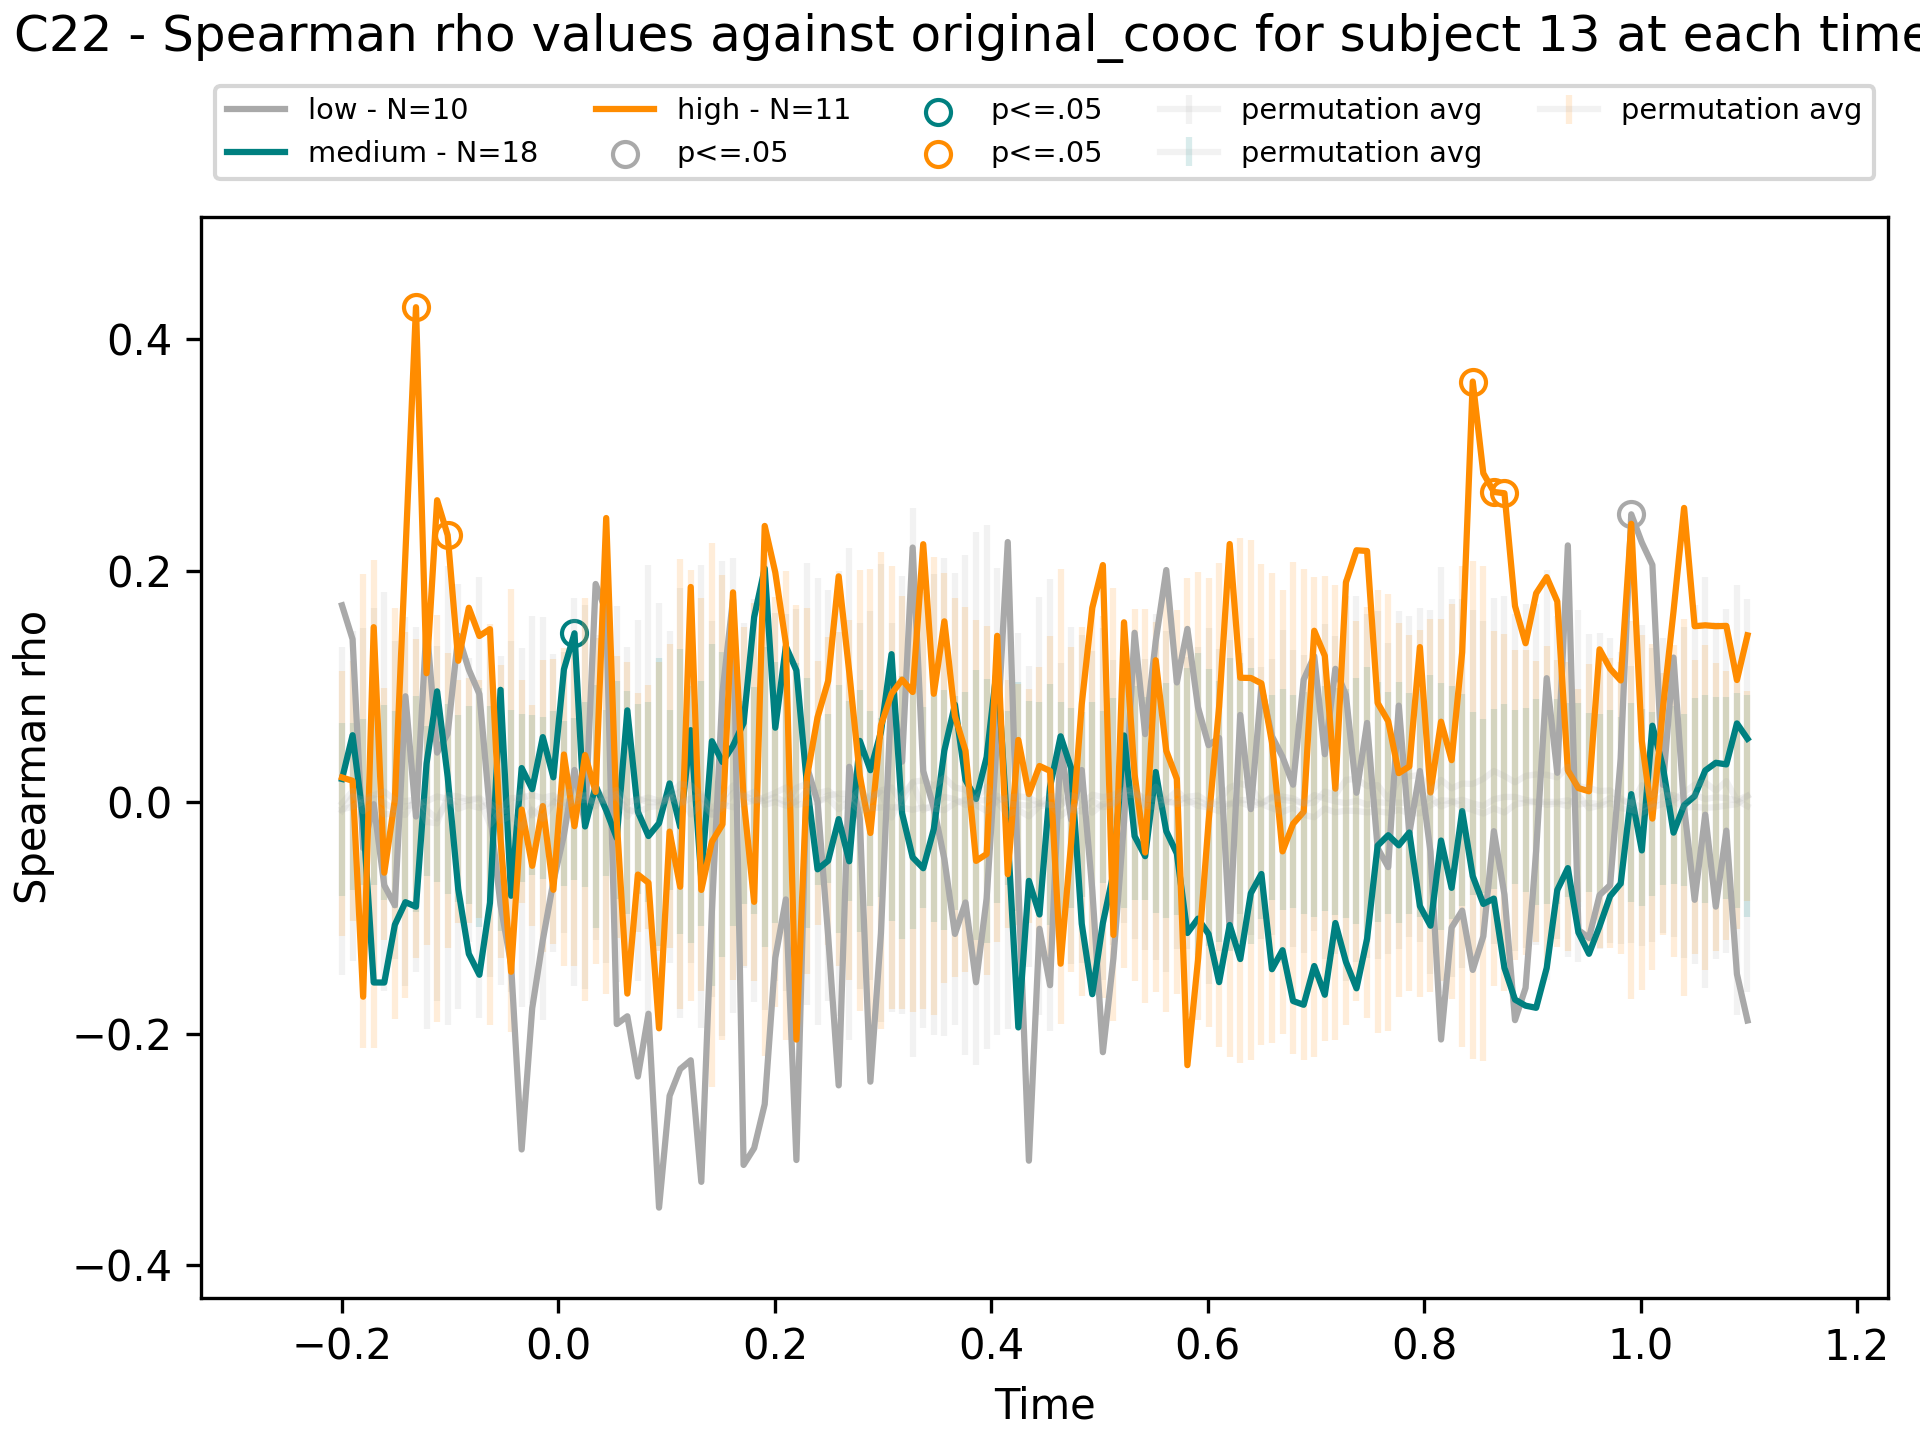 C22 - Spearman rho values against original_cooc for subject 13 at each time
low - N=10
medium - N=18
high - N=11
p<=.05
p<=.05
p<=.05
permutation avg
permutation avg
permutation avg
Spearman rho
0.4
0.2
0.0
−0.2
−0.4
−0.2
0.0
0.2
0.4
0.6
0.8
1.0
1.2
Time